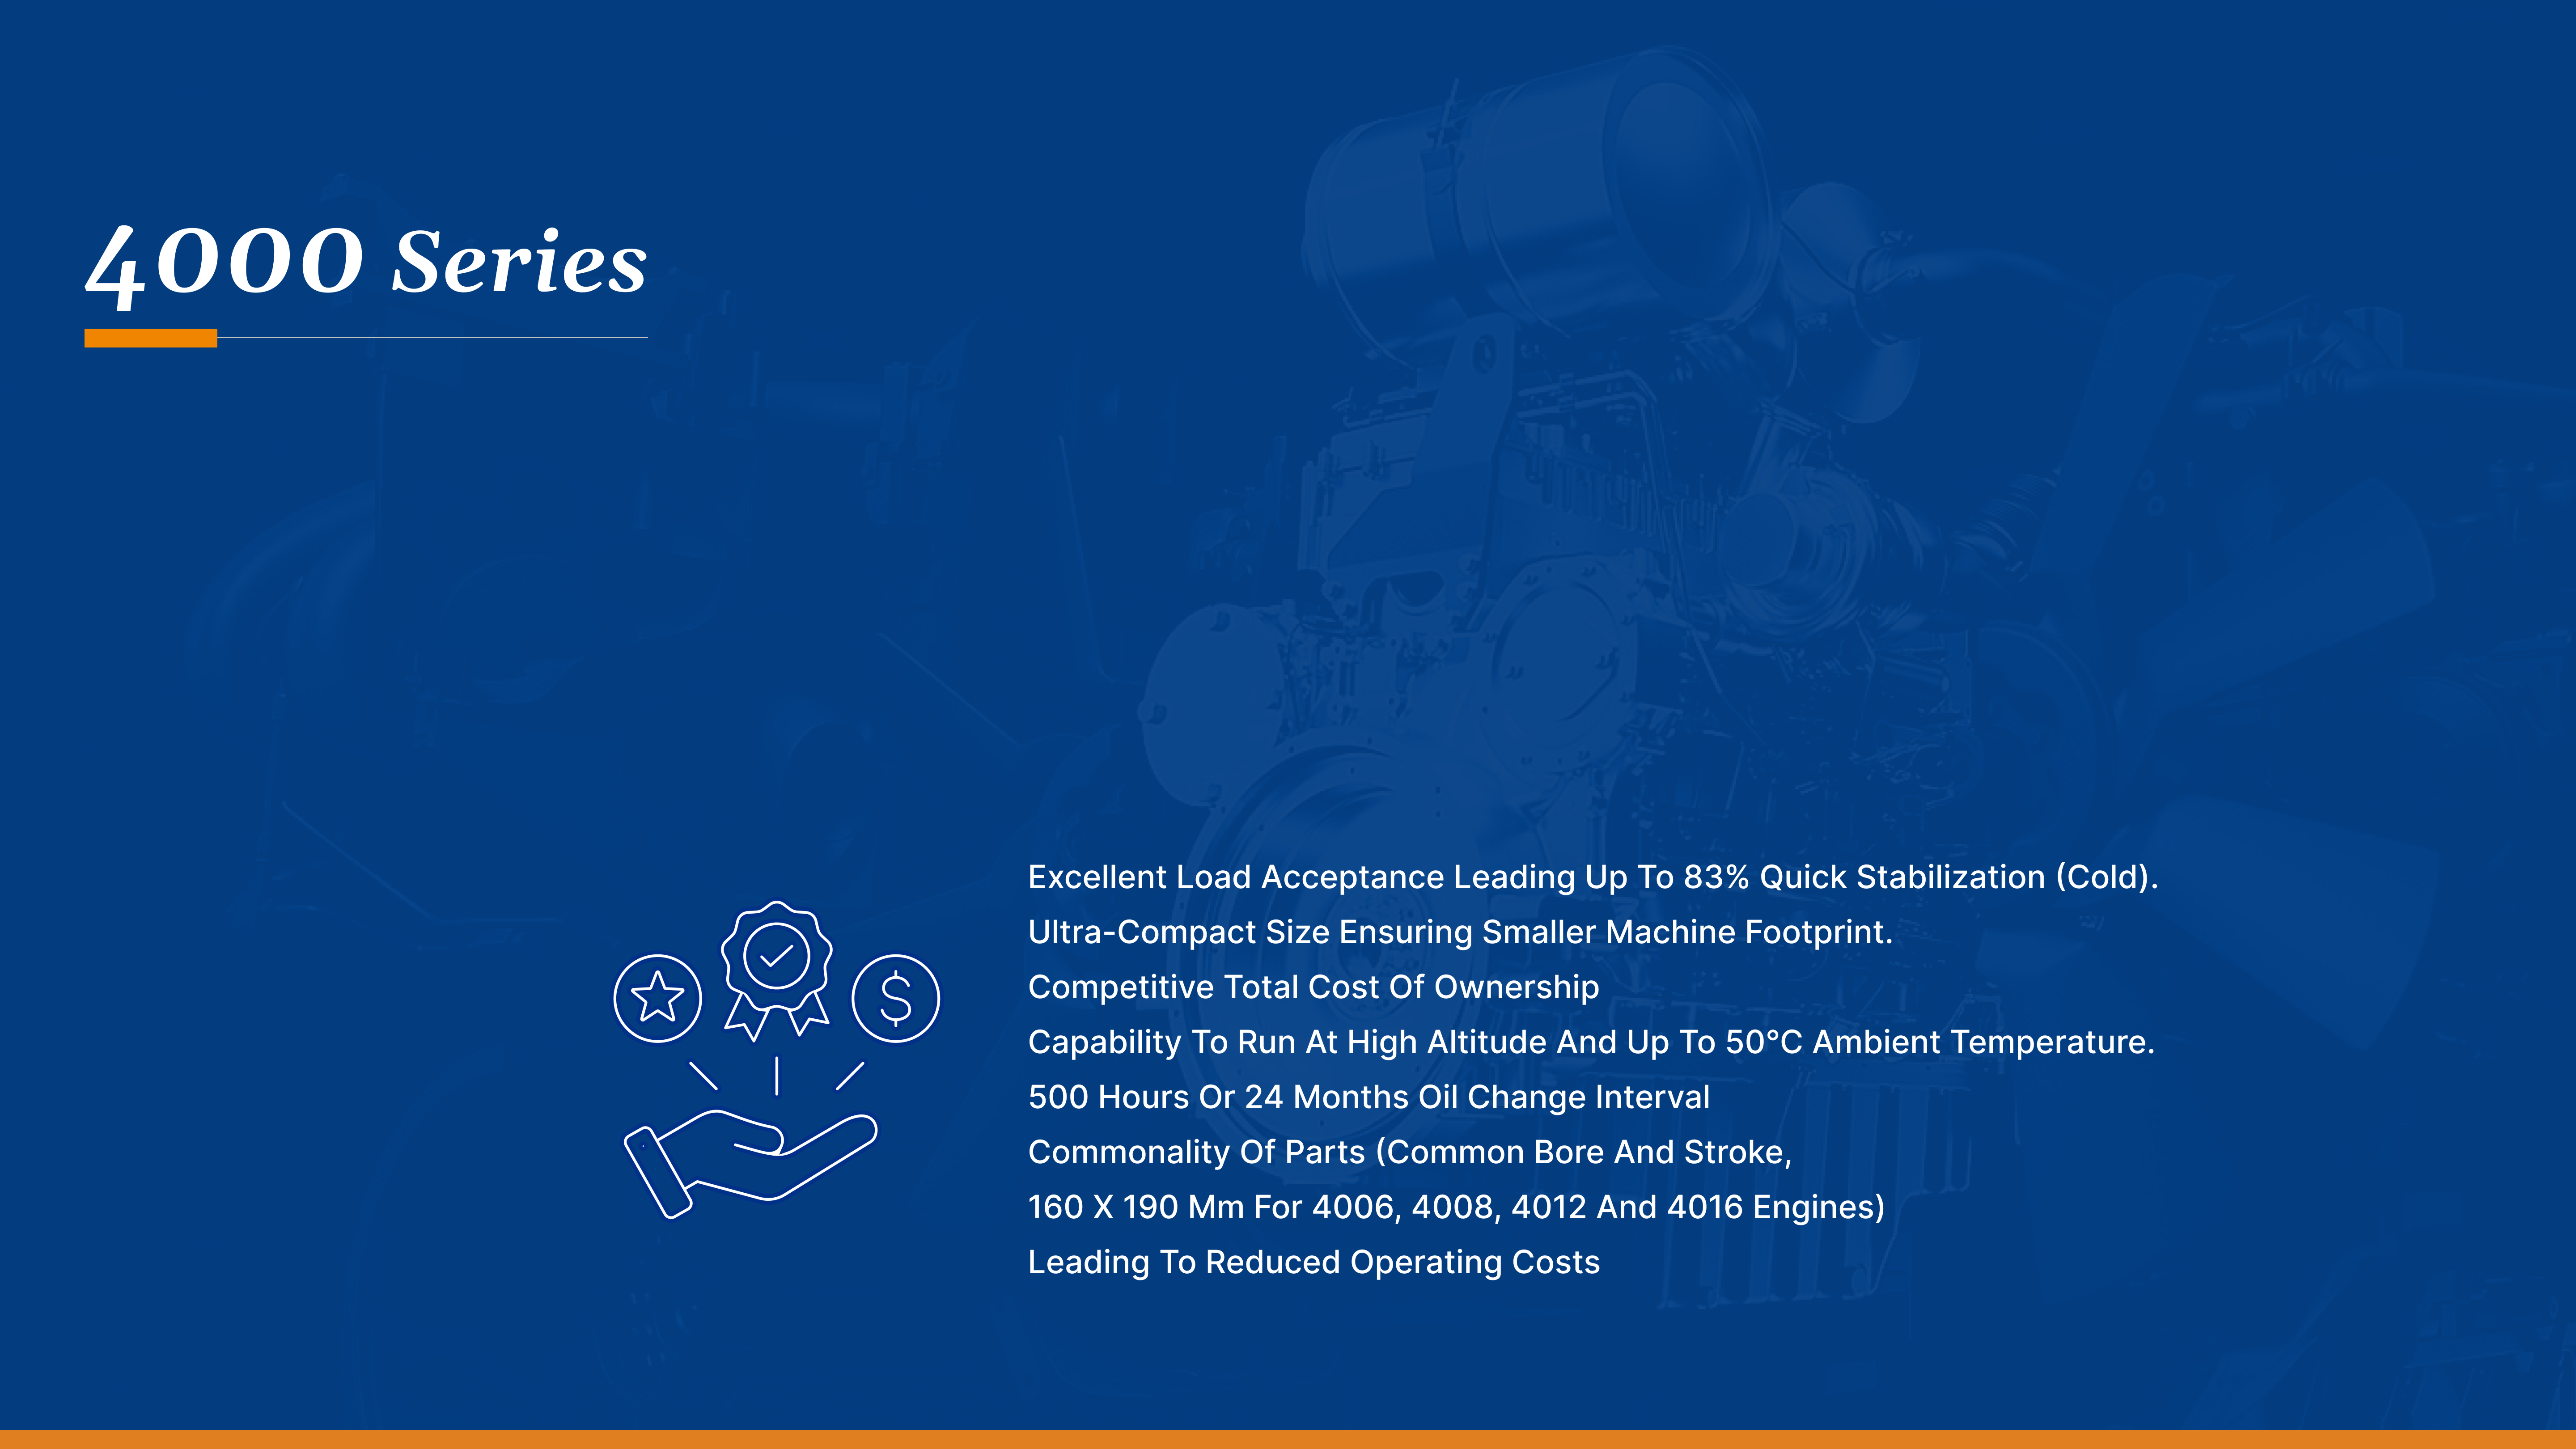 4000 Series
Excellent Load Acceptance Leading Up To 83% Quick Stabilization (Cold).
Ultra-Compact Size Ensuring Smaller Machine Footprint.
Competitive Total Cost Of Ownership
Capability To Run At High Altitude And Up To 50°C Ambient Temperature.
500 Hours Or 24 Months Oil Change Interval
Commonality Of Parts (Common Bore And Stroke,
160 X 190 Mm For 4006, 4008, 4012 And 4016 Engines)
Leading To Reduced Operating Costs